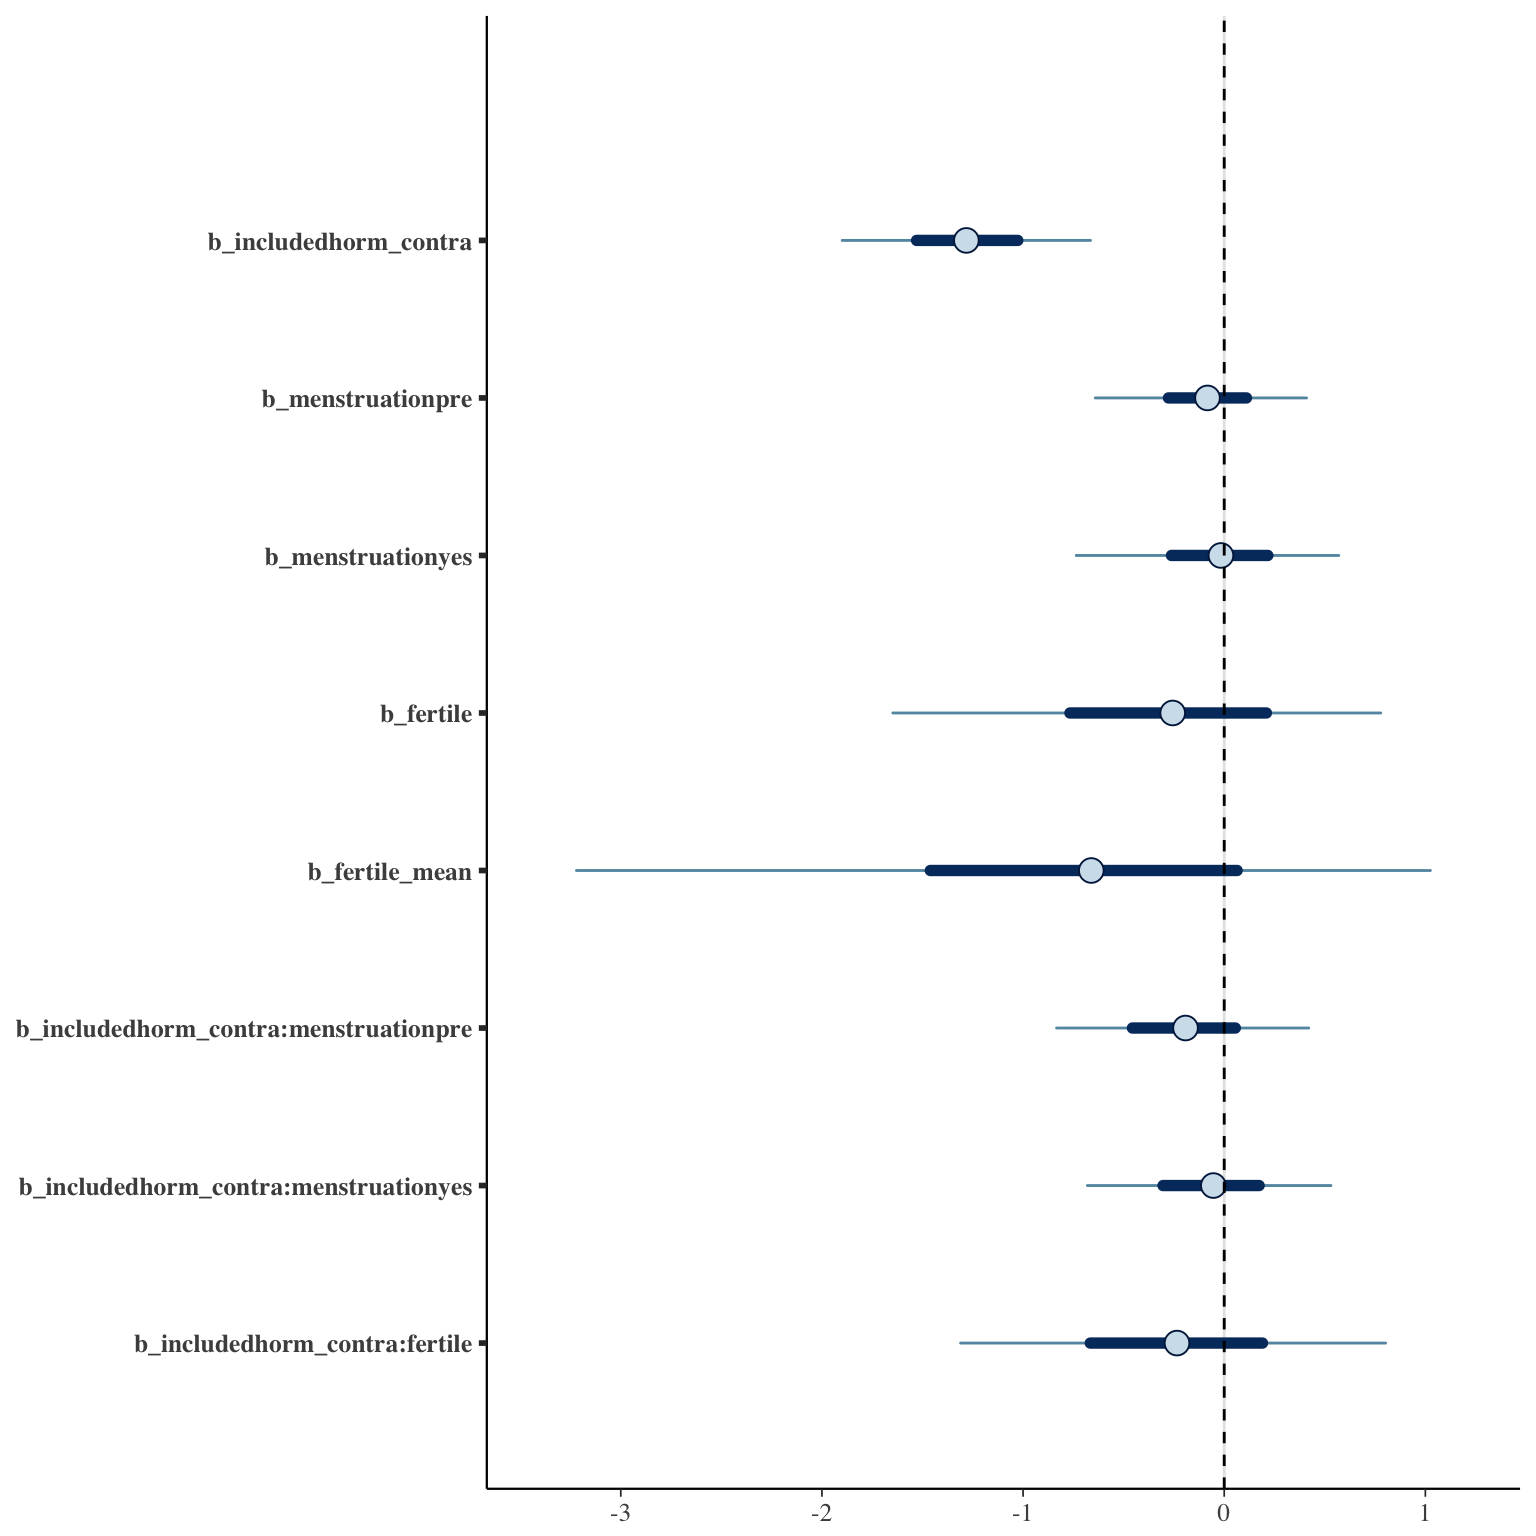 b_includedhorm_contra
b_menstruationpre
b_menstruationyes
b_fertile
b_fertile_mean
b_includedhorm_contra:menstruationpre
b_includedhorm_contra:menstruationyes
b_includedhorm_contra:fertile
-3 -2 -1 0 1